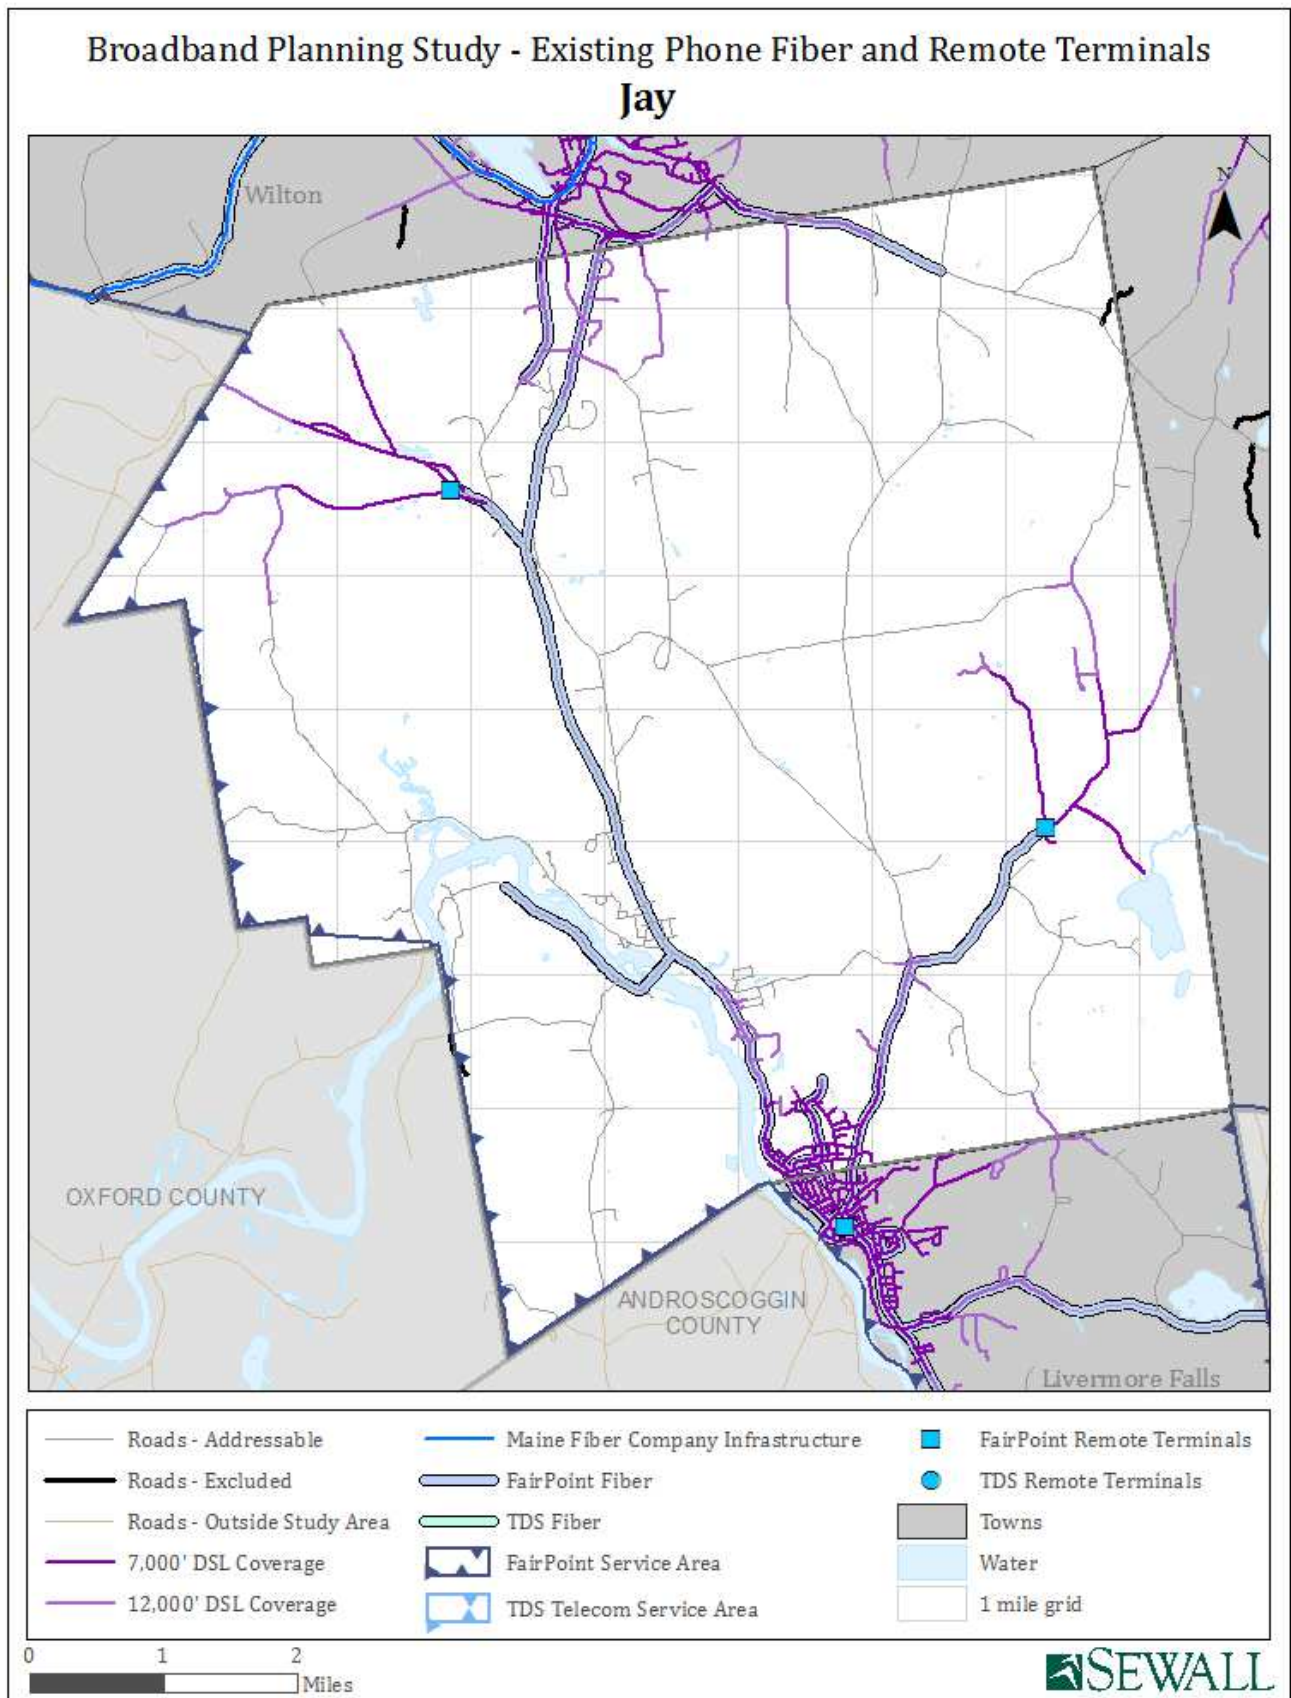 Broadband Planning Study - Existing Phone Fiber and Remote Terminals
Jay
Wilton
N
OXFORD COUNTY
ANDROSCOGGIN
COUNTY
Livermore Falls
Roads - Addressable
Roads - Excluded
Roads - Outside Study Area
7,000' DSL Coverage
12,000' DSL Coverage
Maine Fiber Company Infrastructure
FairPoint Fiber
TDS Fiber
FairPoint Service Area
TDS Telecom Service Area
FairPoint Remote Terminals
TDS Remote Terminals
Towns
Water
1 mile grid
0 1 2
Miles
SEWALL